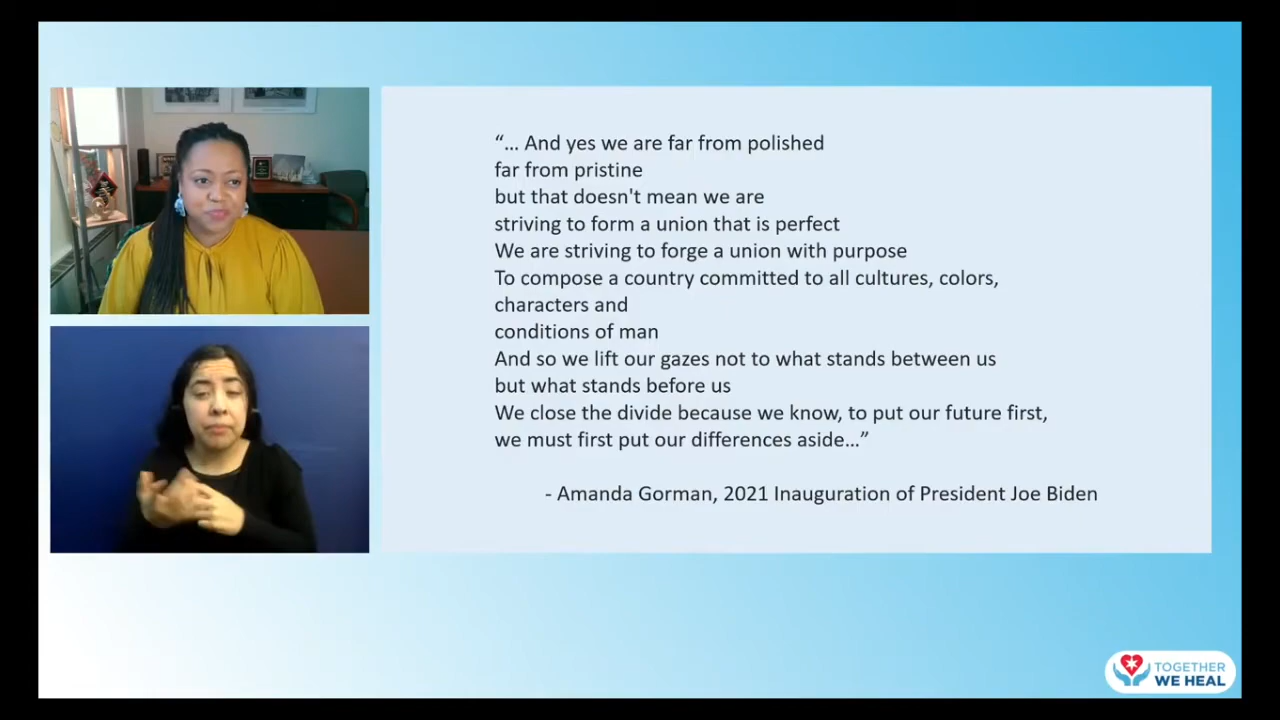 “... And yes we are far from polished
far from pristine
but that doesn't mean we are
striving to form a union that is perfect
We are striving to forge a union with purpose
To compose a country committed to all cultures, colors,
characters and
conditions of man
And so we lift our gazes not to what stands between us
but what stands before us
We close the divide because we know, to put our future first,
we must first put our differences aside...”
- Amanda Gorman, 2021 Inauguration of President Joe Biden
TOGETHER
WE HEAL